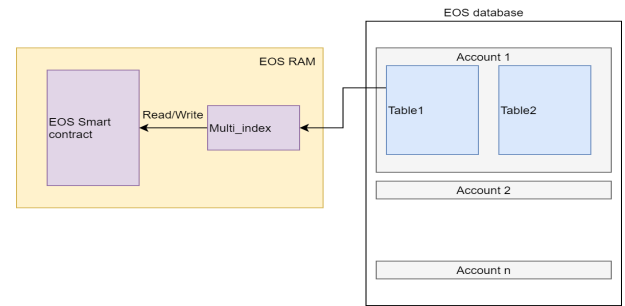 EOS database
EOS RAM
Account 1
EOS Smart
contract
Read/Write
Multi_index
Table1
Table2
Account 2
Account n